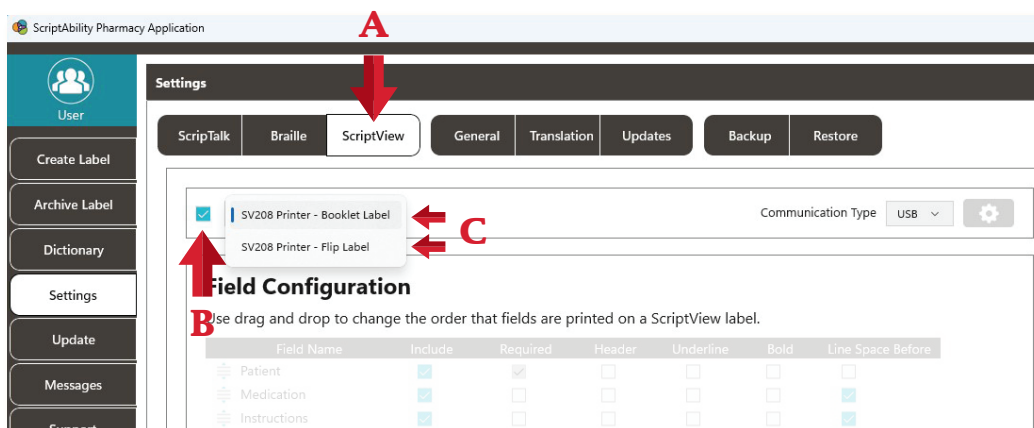 ScriptAbility Pharmacy Application
A
User
Settings
ScripTalk Braille ScriptView General Translation Updates Backup Restore
Create Label
Archive Label
Dictionary
Settings
Update
Messages
Support
SV208 Printer - Booklet Label
SV208 Printer - Flip Label
C
B
Communication Type USB
Field Configuration
Use drag and drop to change the order that fields are printed on a ScriptView label.
Field Name Include Required Header Underline Bold Line Space Before
Patient
Medication
Instructions